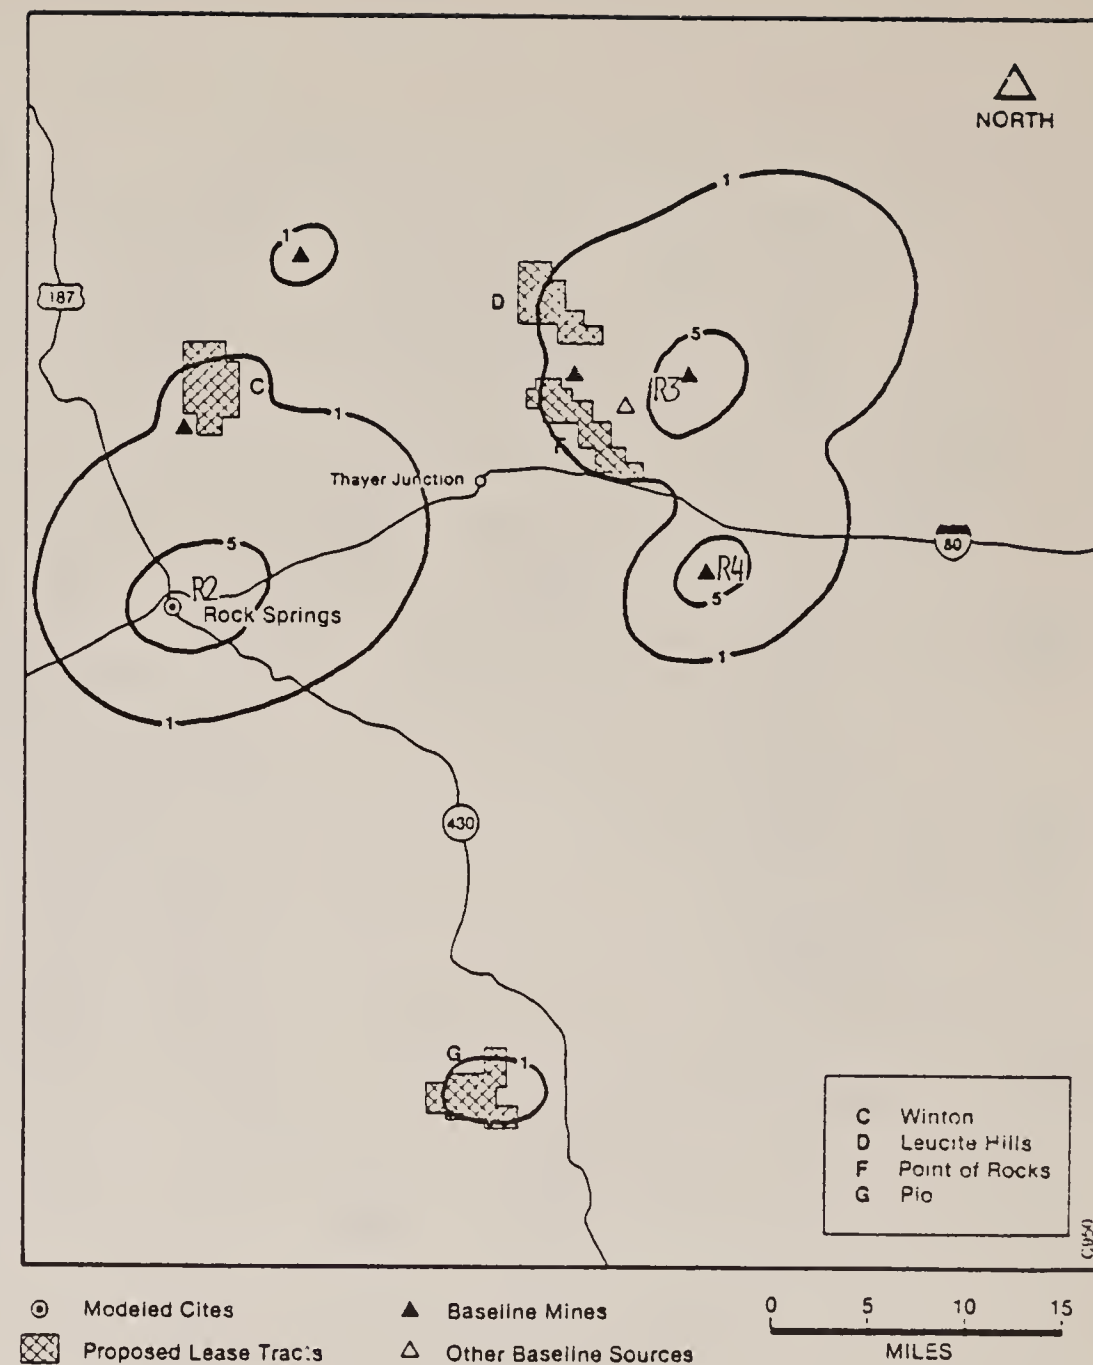 NORTH
1
1
187
D
5
R3
C
1
F
Thayer Junction
80
5
R2
R4
5
Rock Springs
1
1
430
G
1
C Winton
D Leucite Hills
F Point of Rocks
G Pio
C950
Modeled Cites
Baseline Mines
0 5 10 15
Proposed Lease Tracts
Other Baseline Sources
MILES